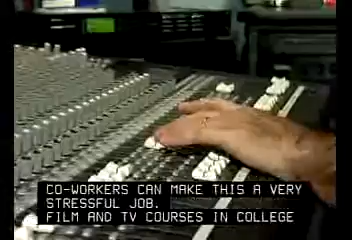 CO-WORKERS CAN MAKE THIS A VERY
STRESSFUL JOB.
FILM AND TV COURSES IN COLLEGE